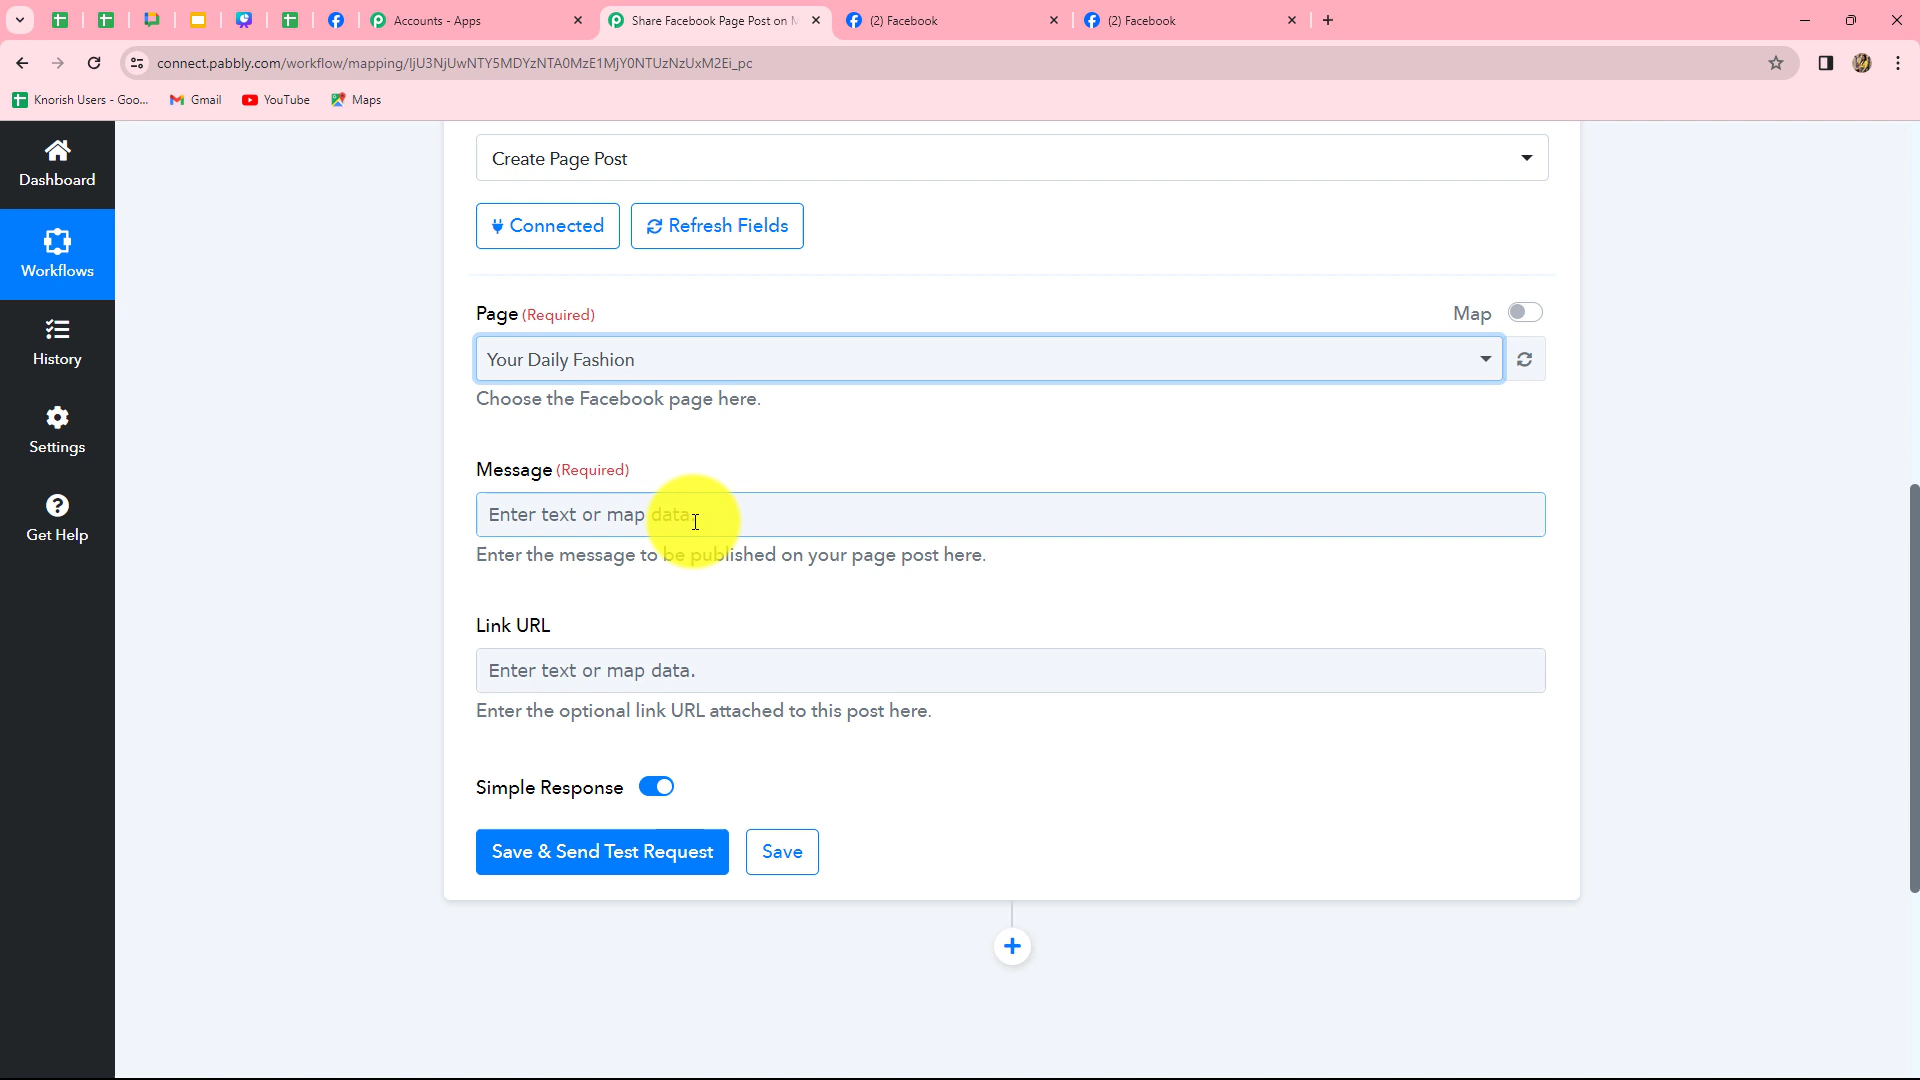 Accounts - Apps
Share Facebook Page Post on
(2) Facebook
(2) Facebook
connect.pabbly.com/workflow/mapping/IjU3NjUwNTY5MDYzNTA0MzE1MjY0NTUzNzUxM2Ei_pc
Knorish Users - Goo...
Gmail
YouTube
Maps
Dashboard
Workflows
History
Settings
Get Help
Create Page Post
Connected
Refresh Fields
Page (Required)
Map
Your Daily Fashion
Choose the Facebook page here.
Message (Required)
Enter text or map data.
Enter the message to be published on your page post here.
Link URL
Enter text or map data.
Enter the optional link URL attached to this post here.
Simple Response
Save & Send Test Request
Save